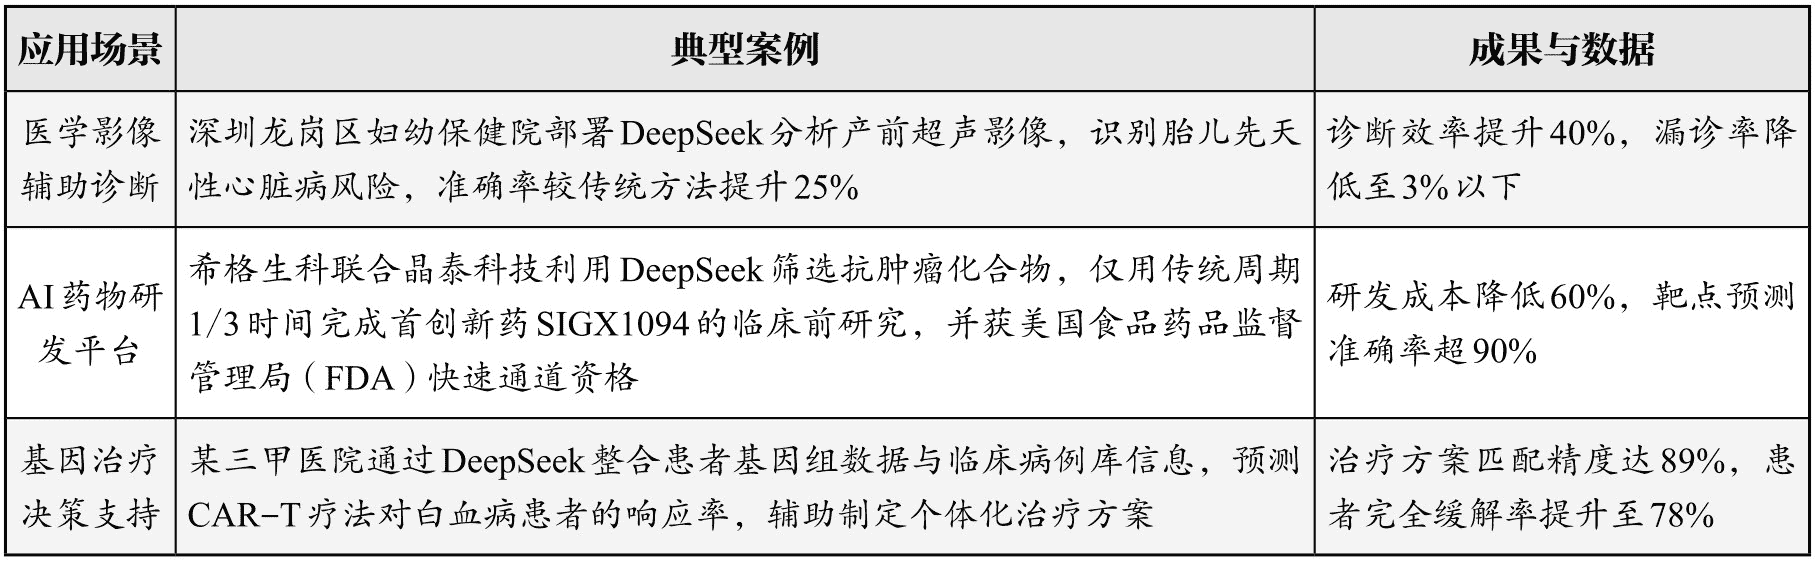 应用场景
典型案例
成果与数据
医学影像
辅助诊断
深圳龙岗区妇幼保健院部署DeepSeek分析产前超声影像，识别胎儿先天
性心脏病风险，准确率较传统方法提升25%
诊断效率提升40%，漏诊率降
低至3%以下
AI药物研
发平台
希格生科联合晶泰科技利用DeepSeek筛选抗肿瘤化合物，仅用传统周期
1/3时间完成首创新药SIGX1094的临床前研究，并获美国食品药品监督
管理局（FDA）快速通道资格
研发成本降低60%，靶点预测
准确率超90%
基因治疗
决策支持
某三甲医院通过DeepSeek整合患者基因组数据与临床病例库信息，预测
CAR-T疗法对白血病患者的响应率，辅助制定个体化治疗方案
治疗方案匹配精度达89%，患
者完全缓解率提升至78%